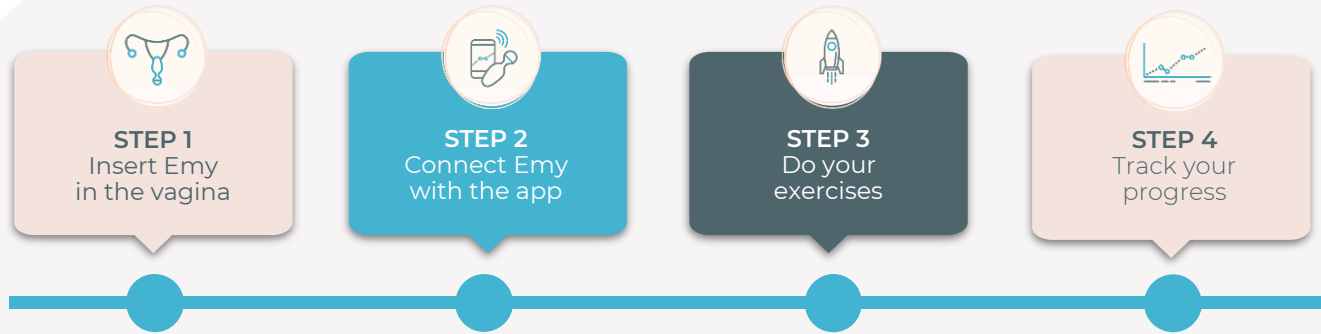 STEP 1
Insert Emy
in the vagina
STEP 2
Connect Emy
with the app
STEP 3
Do your
exercises
STEP 4
Track your
progress